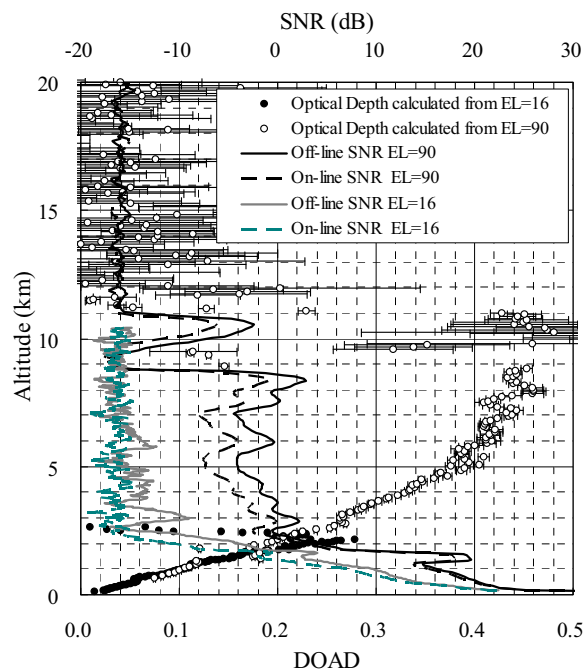 SNR (dB)
-20 -10 0 10 20 30
20
15
10
5
0
Altitude (km)
Optical Depth calculated from EL=16
Optical Depth calculated from EL=90
Off-line SNR EL=90
On-line SNR EL=90
Off-line SNR EL=16
On-line SNR EL=16
0.0 0.1 0.2 0.3 0.4 0.5
DOAD